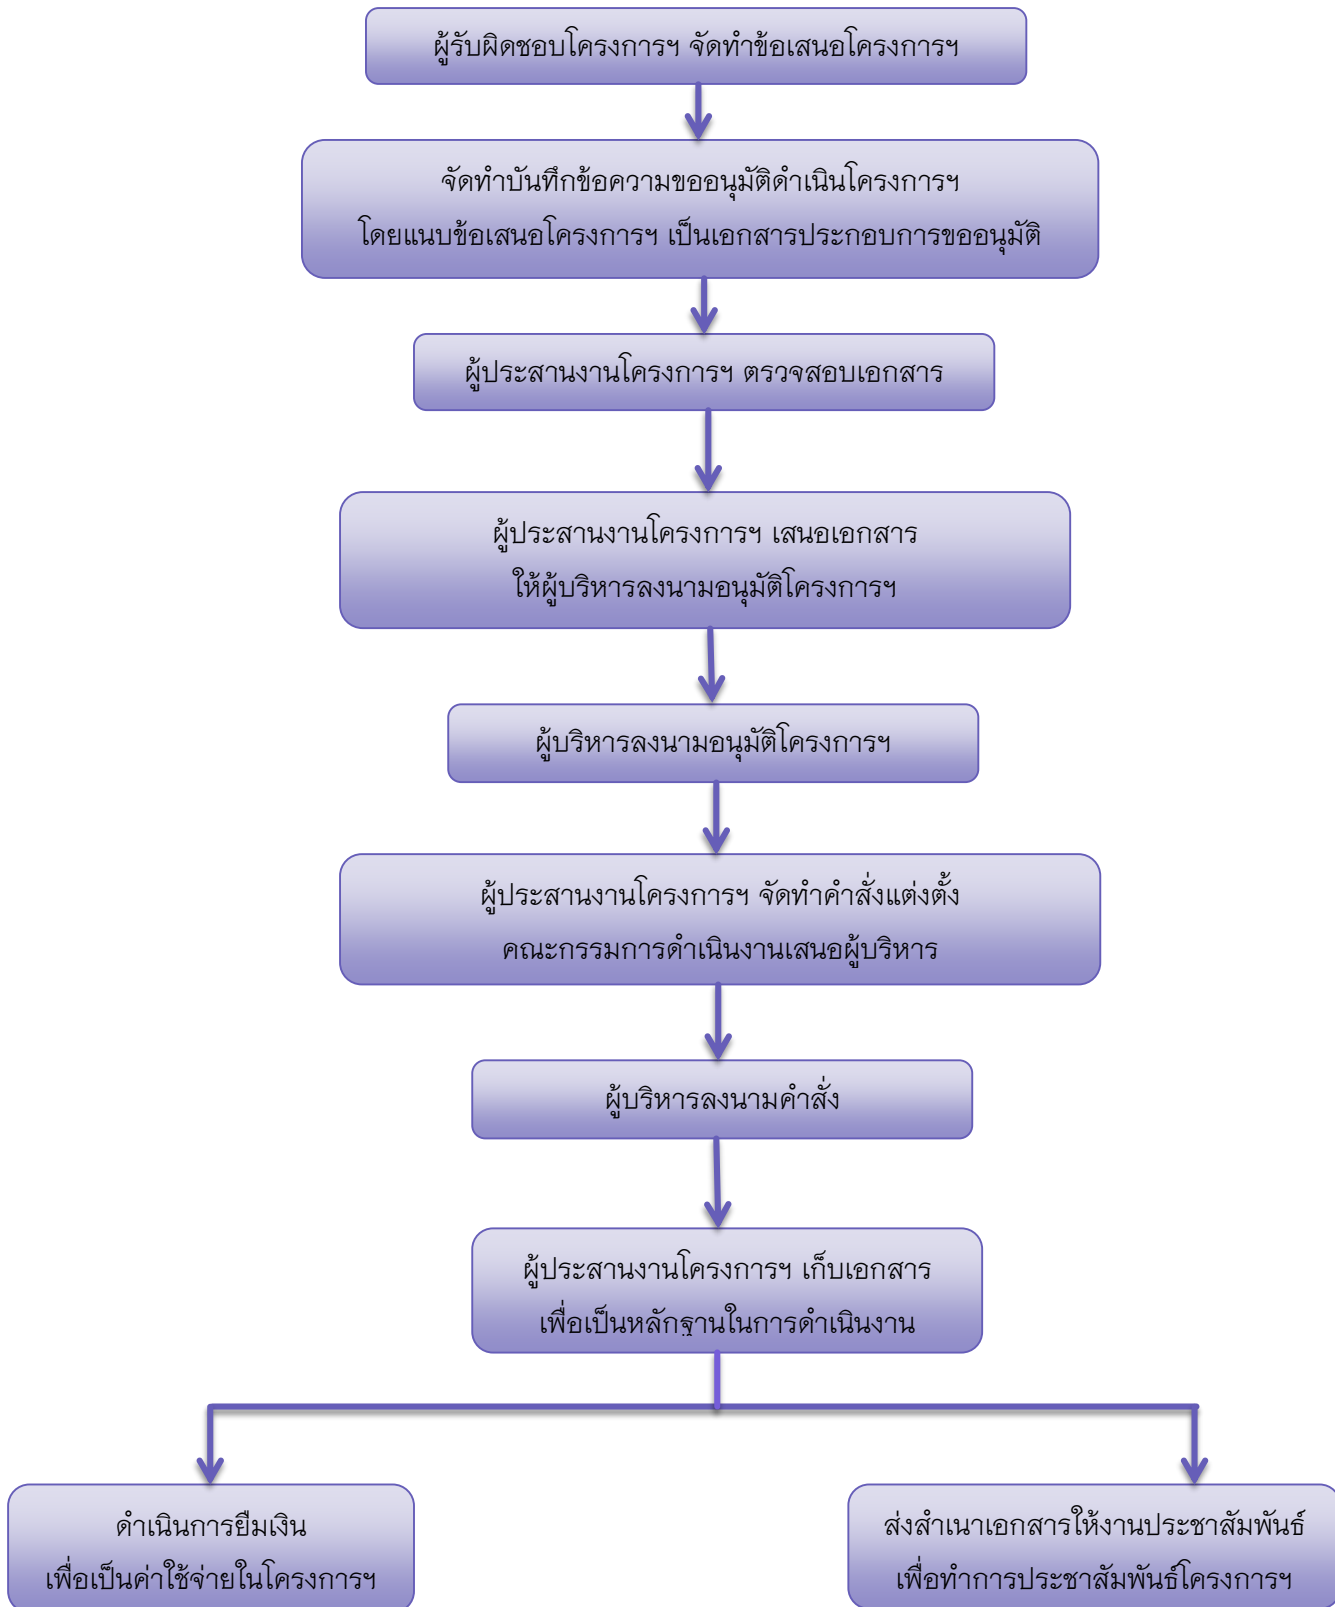 ผู้รับผิดชอบโครงการฯ จัดทำข้อเสนอโครงการฯ
จัดทำบันทึกข้อความขออนุมัติดำเนินโครงการฯ
โดยแนบข้อเสนอโครงการฯ เป็นเอกสารประกอบการขออนุมัติ
ผู้ประสานงานโครงการฯ ตรวจสอบเอกสาร
ผู้ประสานงานโครงการฯ เสนอเอกสาร
ให้ผู้บริหารลงนามอนุมัติโครงการฯ
ผู้บริหารลงนามอนุมัติโครงการฯ
ผู้ประสานงานโครงการฯ จัดทำคำสั่งแต่งตั้ง
คณะกรรมการดำเนินงานเสนอผู้บริหาร
ผู้บริหารลงนามคำสั่ง
ผู้ประสานงานโครงการฯ เก็บเอกสาร
เพื่อเป็นหลักฐานในการดำเนินงาน
ดำเนินการยืมเงิน
เพื่อเป็นค่าใช้จ่ายในโครงการฯ
ส่งสำเนาเอกสารให้งานประชาสัมพันธ์
เพื่อทำการประชาสัมพันธ์โครงการฯ